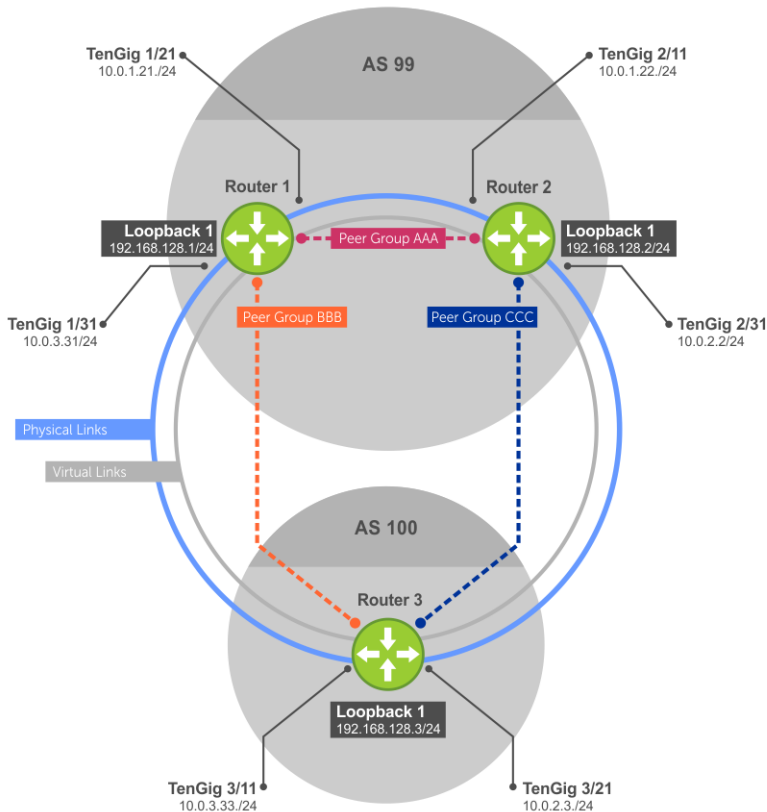 TenGig 1/21
10.0.1.21./24
TenGig 2/11
10.0.1.22./24
AS 99
Router 1
Router 2
Loopback 1
192.168.128.1/24
Peer Group AAA
Loopback 1
192.168.128.2/24
TenGig 1/31
10.0.3.31/24
Peer Group BBB
Peer Group CCC
TenGig 2/31
10.0.2.2/24
Physical Links
Virtual Links
AS 100
Router 3
Loopback 1
192.168.128.3/24
TenGig 3/11
10.0.3.33./24
TenGig 3/21
10.0.2.3./24